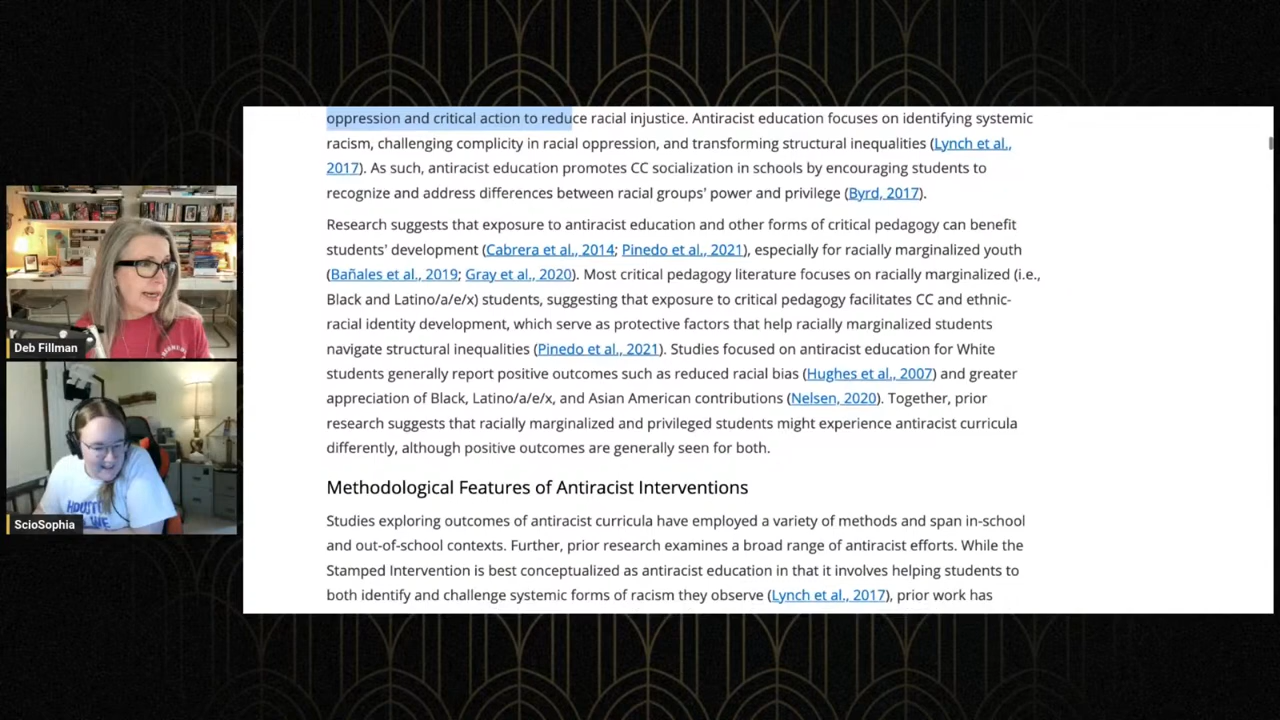 oppression and critical action to reduce racial injustice. Antiracist education focuses on identifying systemic
racism, challenging complicity in racial oppression, and transforming structural inequalities (Lynch et al.,
2017). As such, antiracist education promotes CC socialization in schools by encouraging students to
recognize and address differences between racial groups' power and privilege (Byrd, 2017).
Research suggests that exposure to antiracist education and other forms of critical pedagogy can benefit
students' development (Cabrera et al., 2014; Pinedo et al., 2021), especially for racially marginalized youth
(Bañales et al., 2019; Gray et al., 2020). Most critical pedagogy literature focuses on racially marginalized (i.e.,
Black and Latino/a/e/x) students, suggesting that exposure to critical pedagogy facilitates CC and ethnic-
racial identity development, which serve as protective factors that help racially marginalized students
navigate structural inequalities (Pinedo et al., 2021). Studies focused on antiracist education for White
students generally report positive outcomes such as reduced racial bias (Hughes et al., 2007) and greater
appreciation of Black, Latino/a/e/x, and Asian American contributions (Nelsen, 2020). Together, prior
research suggests that racially marginalized and privileged students might experience antiracist curricula
differently, although positive outcomes are generally seen for both.
Methodological Features of Antiracist Interventions
Studies exploring outcomes of antiracist curricula have employed a variety of methods and span in-school
and out-of-school contexts. Further, prior research examines a broad range of antiracist efforts. While the
Stamped Intervention is best conceptualized as antiracist education in that it involves helping students to
both identify and challenge systemic forms of racism they observe (Lynch et al., 2017), prior work has
Deb Fillman
HOUSTON
ScioSophia